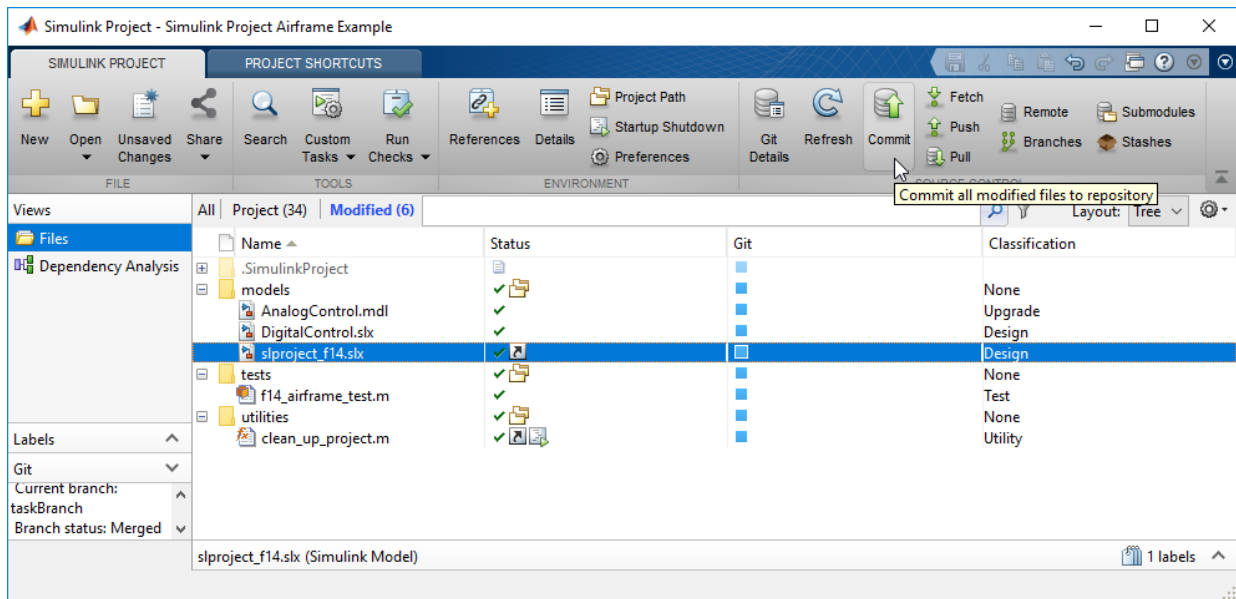 Simulink Project - Simulink Project Airframe Example
SIMULINK PROJECT
PROJECT SHORTCUTS
New
Open
Unsaved Changes
Share
Search
Custom Tasks
Run Checks
References
Details
Project Path
Startup Shutdown
Preferences
Git Details
Refresh
Commit
Fetch
Push
Pull
Remote
Branches
Submodules
Stashes
FILE
TOOLS
ENVIRONMENT
SOURCE CONTROL
Commit all modified files to repository
Views
All
Project (34)
Modified (6)
Layout: Tree
Files
Dependency Analysis
Name Status Git Classification
.SimulinkProject
models None
AnalogControl.mdl Upgrade
DigitalControl.slx Design
slproject_f14.slx Design
tests None
f14_airframe_test.m Test
utilities None
clean_up_project.m Utility
Labels
Git
Current branch:
taskBranch
Branch status: Merged
slproject_f14.slx (Simulink Model)
1 labels